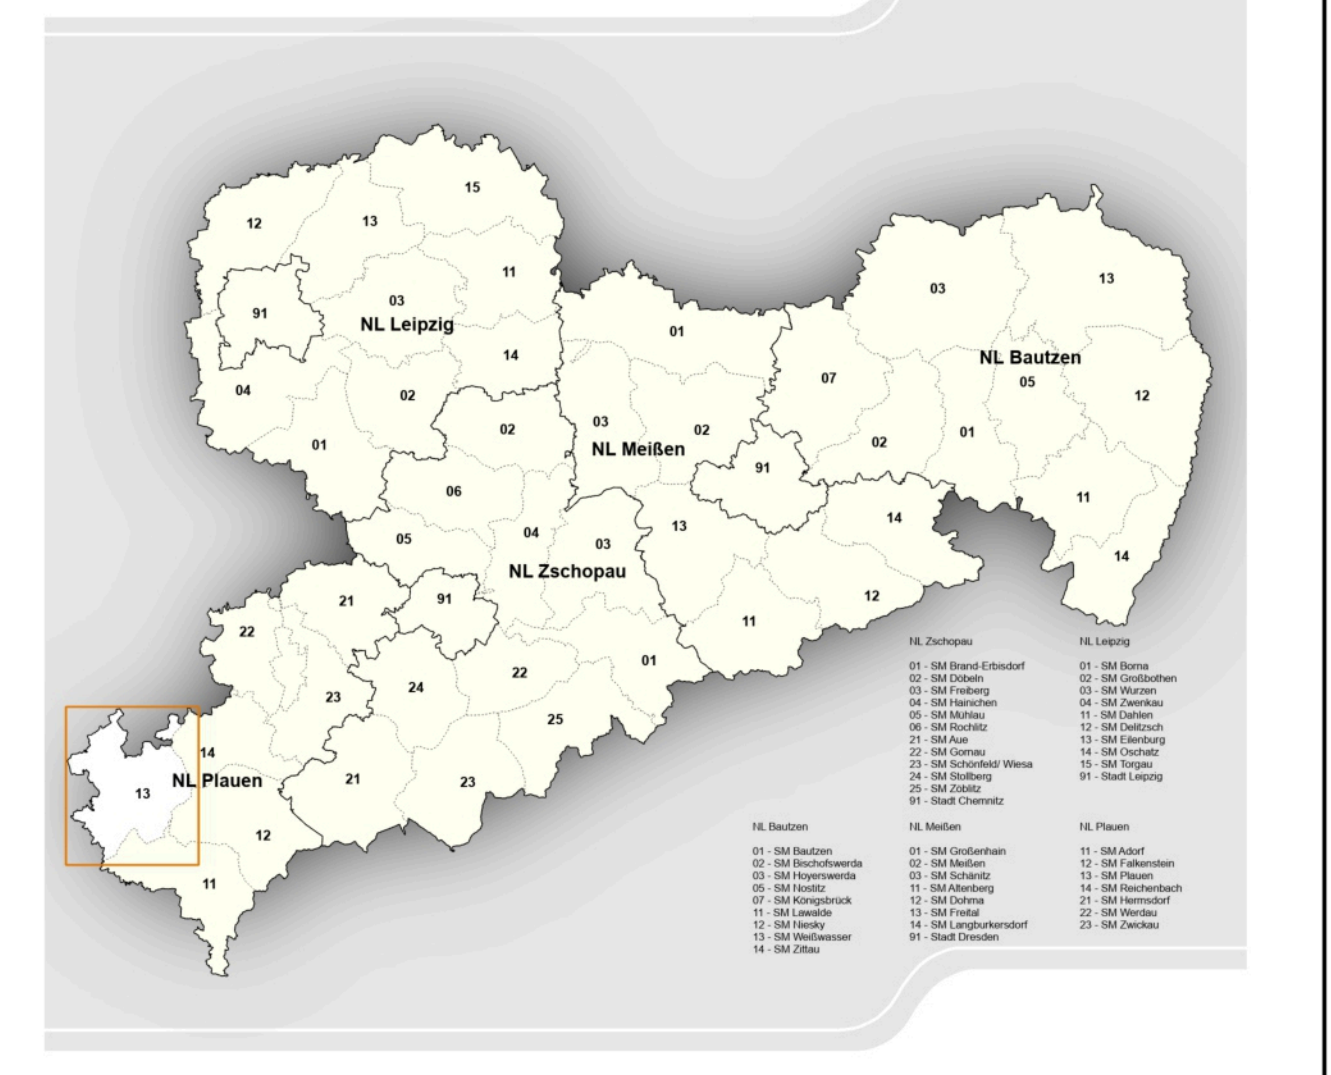 15
12
13
11
03
13
91
03
NL Leipzig
01
14
NL Bautzen
04
02
07
05
12
02
03
02
01
NL Meißen
02
01
91
06
11
13
14
05
04
03
14
NL Zschopau
21
91
12
22
11
01
22
24
23
25
14
NL Plauen
21
23
13
12
11
NL Zschopau
01 - SM Brand-Erbisdorf
02 - SM Döbeln
03 - SM Freiberg
04 - SM Hainichen
05 - SM Mühlau
06 - SM Rochlitz
21 - SM Aue
22 - SM Gornau
23 - SM Schönfeld/ Wiesa
24 - SM Stollberg
25 - SM Zöblitz
91 - Stadt Chemnitz
NL Leipzig
01 - SM Borna
02 - SM Großbothen
03 - SM Wurzen
04 - SM Zwenkau
11 - SM Dahlen
12 - SM Delitzsch
13 - SM Eilenburg
14 - SM Oschatz
15 - SM Torgau
91 - Stadt Leipzig
NL Bautzen
01 - SM Bautzen
02 - SM Bischofswerda
03 - SM Hoyerswerda
05 - SM Nostitz
07 - SM Königsbrück
11 - SM Lawalde
12 - SM Niesky
13 - SM Weißwasser
14 - SM Zittau
NL Meißen
01 - SM Großenhain
02 - SM Meißen
03 - SM Schänitz
11 - SM Altenberg
12 - SM Dohma
13 - SM Freital
14 - SM Langburkersdorf
91 - Stadt Dresden
NL Plauen
11 - SM Adorf
12 - SM Falkenstein
13 - SM Plauen
14 - SM Reichenbach
21 - SM Hermsdorf
22 - SM Werdau
23 - SM Zwickau